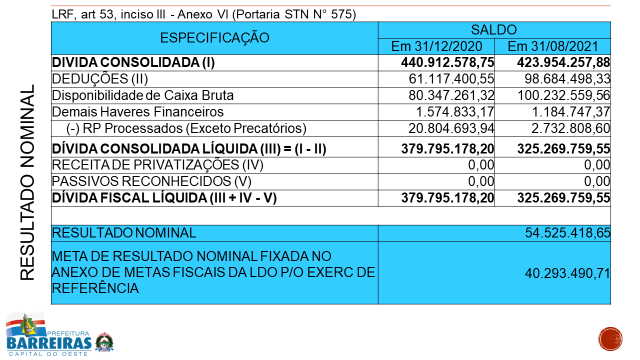 LRF, art 53, inciso III - Anexo VI (Portaria STN N° 575)
ESPECIFICAÇÃO SALDO
Em 31/12/2020 Em 31/08/2021
DIVIDA CONSOLIDADA (I) 440.912.578,75 423.954.257,88
DEDUÇÕES (II) 61.117.400,55 98.684.498,33
Disponibilidade de Caixa Bruta 80.347.261,32 100.232.559,56
Demais Haveres Financeiros 1.574.833,17 1.184.747,37
(-) RP Processados (Exceto Precatórios) 20.804.693,94 2.732.808,60
DÍVIDA CONSOLIDADA LÍQUIDA (III) = (I - II) 379.795.178,20 325.269.759,55
RECEITA DE PRIVATIZAÇÕES (IV) 0,00 0,00
PASSIVOS RECONHECIDOS (V) 0,00 0,00
DÍVIDA FISCAL LÍQUIDA (III + IV - V) 379.795.178,20 325.269.759,55
RESULTADO NOMINAL 54.525.418,65
META DE RESULTADO NOMINAL FIXADA NO
ANEXO DE METAS FISCAIS DA LDO P/O EXERC DE 40.293.490,71
REFERÊNCIA
RESULTADO NOMINAL
PREFEITURA
BARREIRAS
CAPITAL DO OESTE